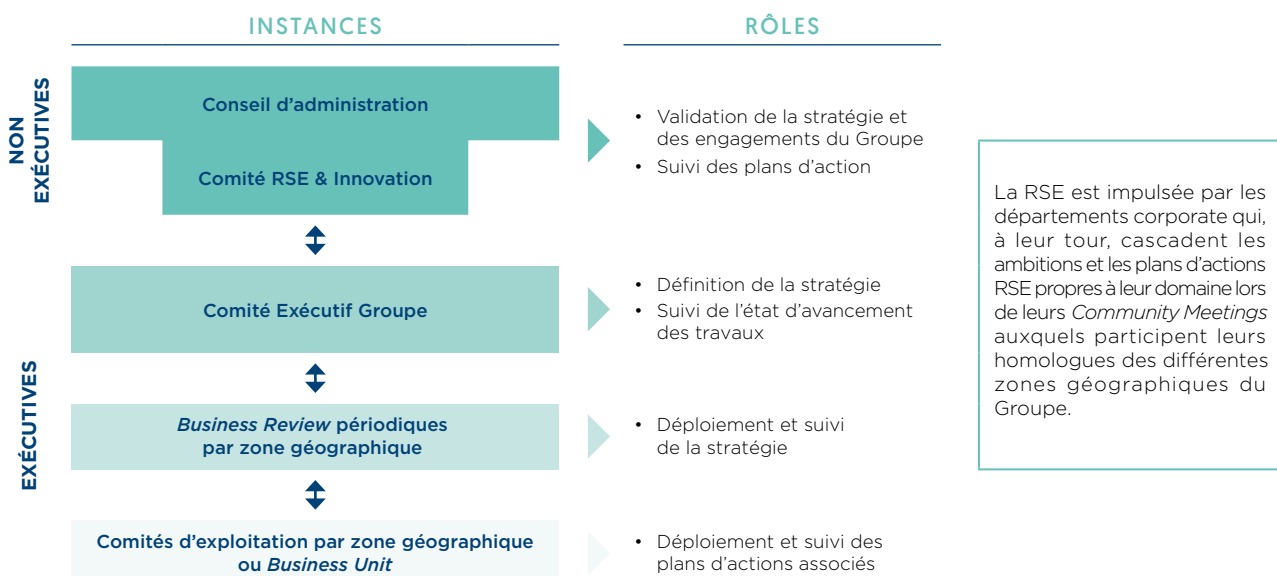 INSTANCES
RÔLES
NON
EXÉCUTIVES
Conseil d'administration
Comité RSE & Innovation
• Validation de la stratégie et
des engagements du Groupe
• Suivi des plans d'action
EXÉCUTIVES
Comité Exécutif Groupe
• Définition de la stratégie
• Suivi de l'état d'avancement
des travaux
Business Review périodiques
par zone géographique
• Déploiement et suivi
de la stratégie
Comités d'exploitation par zone géographique
ou Business Unit
• Déploiement et suivi des
plans d'actions associés
La RSE est impulsée par les
départements corporate qui,
à leur tour, cascadent les
ambitions et les plans d'actions
RSE propres à leur domaine lors
de leurs Community Meetings
auxquels participent leurs
homologues des différentes
zones géographiques du
Groupe.